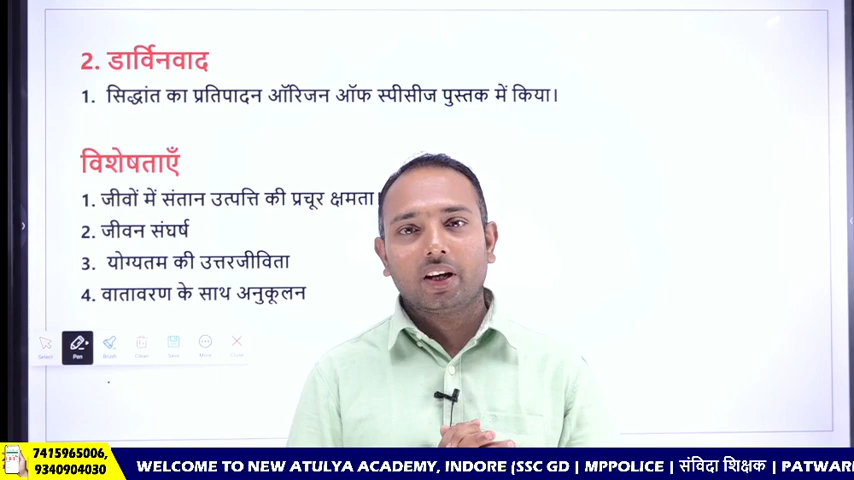 2. डार्विनवाद
1. सिद्धांत का प्रतिपादन ऑरिजन ऑफ स्पीसीज पुस्तक में किया।
विशेषताएँ
1. जीवों में संतान उत्पत्ति की प्रचूर क्षमता
2. जीवन संघर्ष
3. योग्यतम की उत्तरजीविता
4. वातावरण के साथ अनुकूलन
Select Pen Brush Clean Save More Close
7415965006,
9340904030
WELCOME TO NEW ATULYA ACADEMY, INDORE (SSC GD | MPPOLICE | संविदा शिक्षक | PATWAR